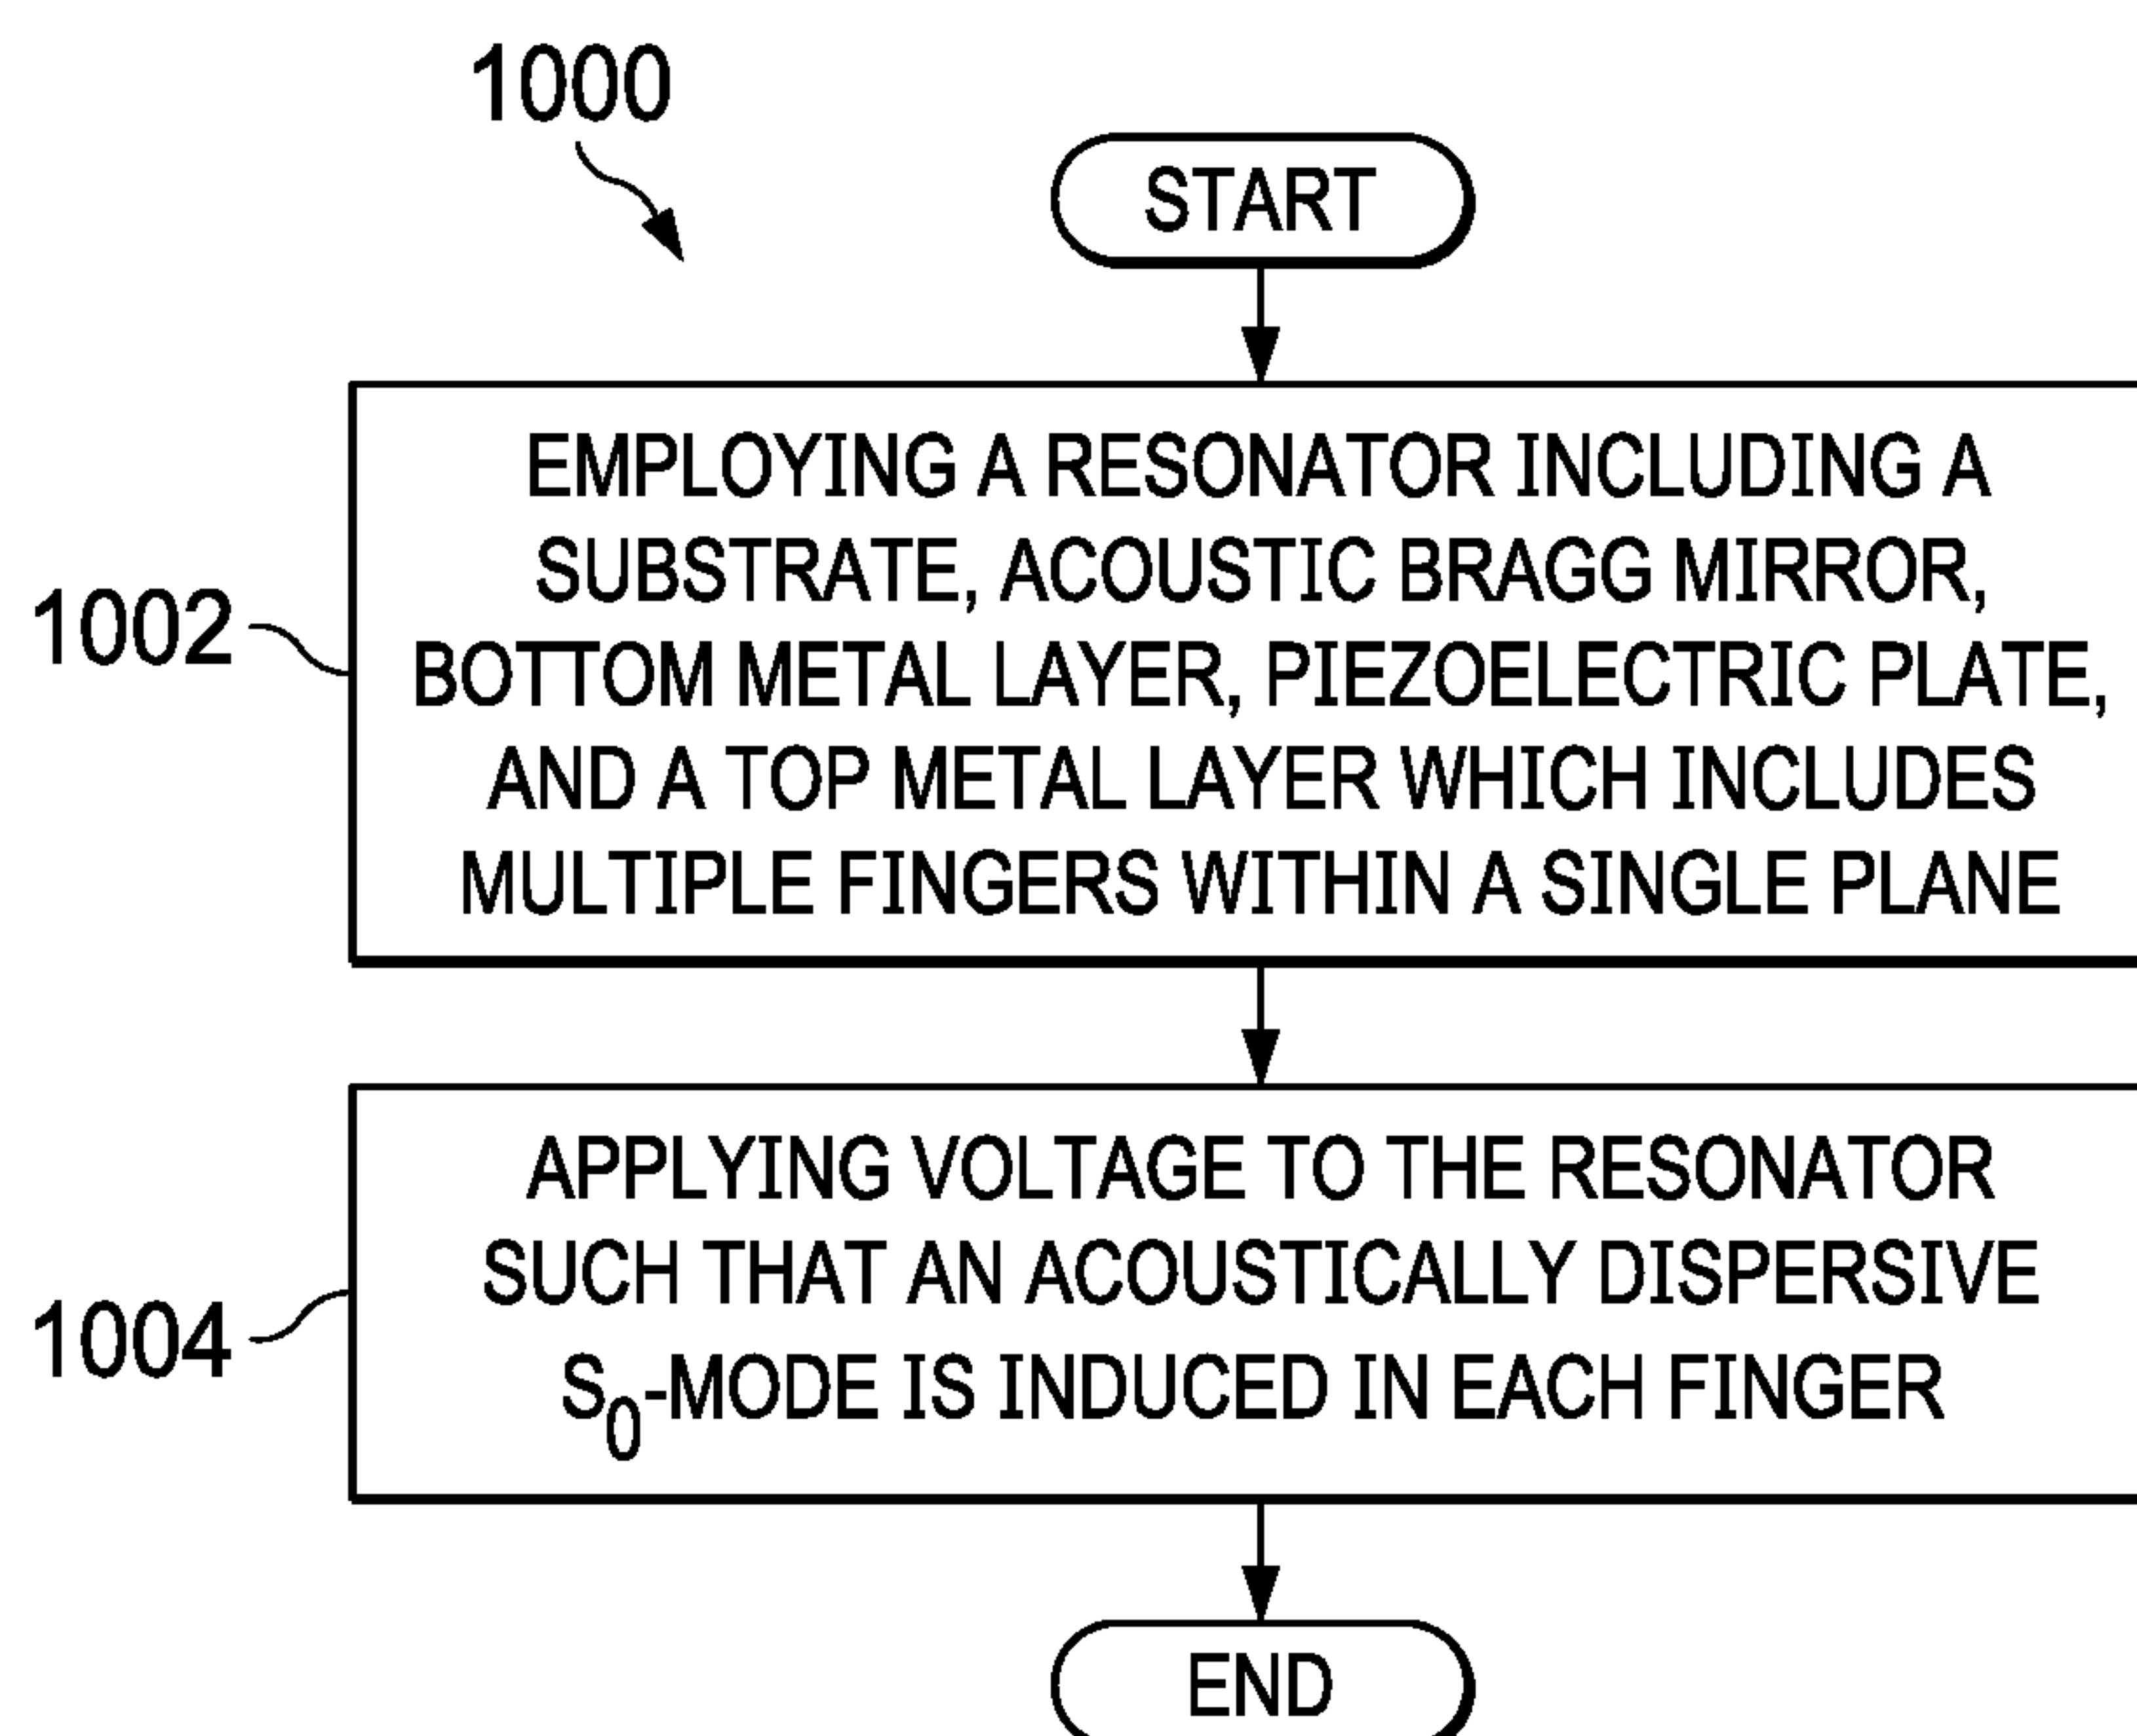 1000
START
1002
EMPLOYING A RESONATOR INCLUDING A
SUBSTRATE, ACOUSTIC BRAGG MIRROR,
BOTTOM METAL LAYER, PIEZOELECTRIC PLATE,
AND A TOP METAL LAYER WHICH INCLUDES
MULTIPLE FINGERS WITHIN A SINGLE PLANE
1004
APPLYING VOLTAGE TO THE RESONATOR
SUCH THAT AN ACOUSTICALLY DISPERSIVE
S₀-MODE IS INDUCED IN EACH FINGER
END